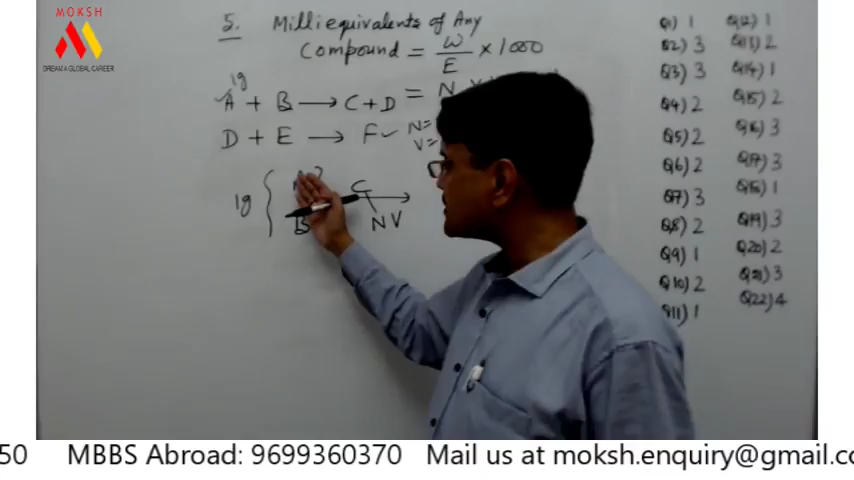 MOKSH
DREAM A GLOBAL CAREER
5. Milliequivalents of Any
Compound = W/E × 1000
= N
1g
A + B → C + D
N =
D + E → F ✓
V =
1g { C →
B NV
Q1) 1
Q2) 3
Q3) 3
Q4) 2
Q5) 2
Q6) 2
Q7) 3
Q8) 2
Q9) 1
Q10) 2
Q11) 1
Q12) 1
Q13) 2
Q14) 1
Q15) 2
Q16) 3
Q17) 3
Q18) 1
Q19) 3
Q20) 2
Q21) 3
Q22) 4
50 MBBS Abroad: 9699360370 Mail us at moksh.enquiry@gmail.co